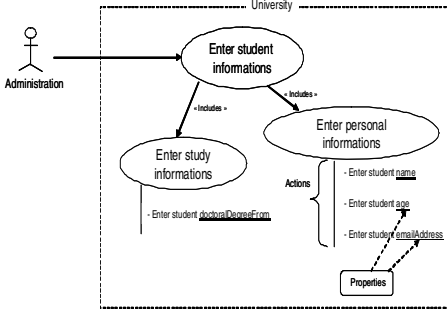 University
Administration
Enter student
informations
« Includes »
« Includes »
Enter study
informations
Enter personal
informations
- Enter student doctoralDegreeFrom
Actions
- Enter student name
- Enter student age
- Enter student emailAddress
Properties